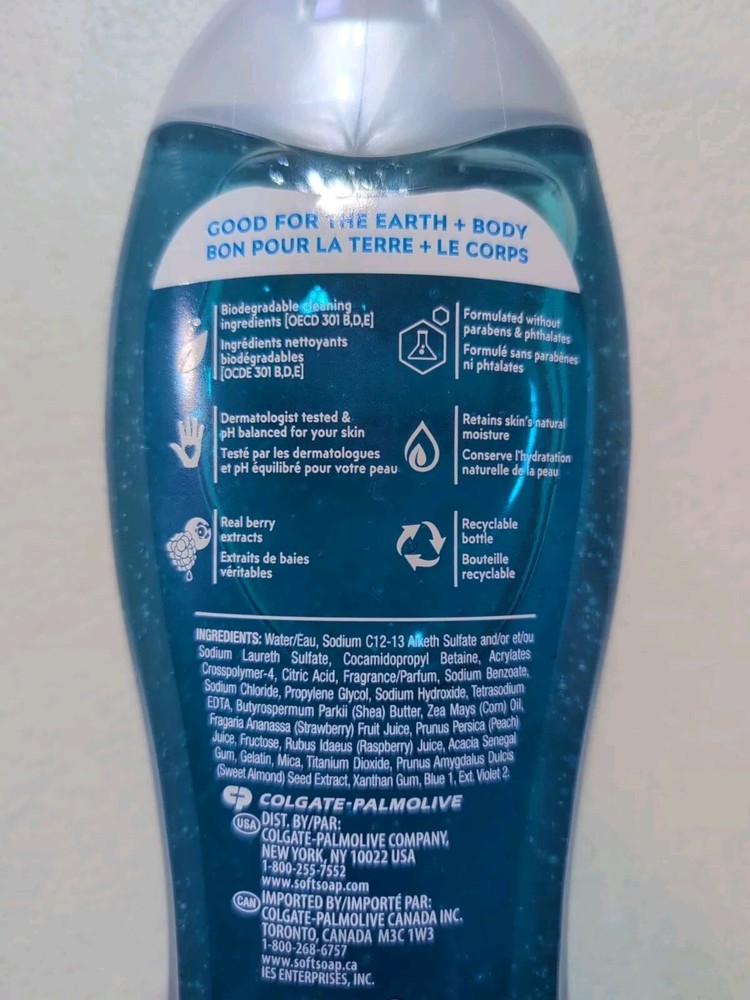 GOOD FOR THE EARTH + BODY
BON POUR LA TERRE + LE CORPS
Biodegradable cleaning
ingredients [OECD 301 B,D,E]
Ingrédients nettoyants
biodégradables
[OCDE 301 B,D,E]
Formulated without
parabens & phthalates
Formulé sans parabènes
ni phtalates
Dermatologist tested &
pH balanced for your skin
Testé par les dermatologues
et pH équilibré pour votre peau
Retains skin's natural
moisture
Conserve l'hydratation
naturelle de la peau
Real berry
extracts
Extraits de baies
véritables
Recyclable
bottle
Bouteille
recyclable
INGREDIENTS: Water/Eau, Sodium C12-13 Alketh Sulfate and/or et/ou
Sodium Laureth Sulfate, Cocamidopropyl Betaine, Acrylates
Crosspolymer-4, Citric Acid, Fragrance/Parfum, Sodium Benzoate,
Sodium Chloride, Propylene Glycol, Sodium Hydroxide, Tetrasodium
EDTA, Butyrospermum Parkii (Shea) Butter, Zea Mays (Corn) Oil,
Fragaria Ananassa (Strawberry) Fruit Juice, Prunus Persica (Peach)
Juice, Fructose, Rubus Idaeus (Raspberry) Juice, Acacia Senegal
Gum, Gelatin, Mica, Titanium Dioxide, Prunus Amygdalus Dulcis
(Sweet Almond) Seed Extract, Xanthan Gum, Blue 1, Ext. Violet 2.
CP COLGATE-PALMOLIVE
USA DIST. BY/PAR:
COLGATE-PALMOLIVE COMPANY,
NEW YORK, NY 10022 USA
1-800-255-7552
www.softsoap.com
CAN IMPORTED BY/IMPORTÉ PAR:
COLGATE-PALMOLIVE CANADA INC.
TORONTO, CANADA M3C 1W3
1-800-268-6757
www.softsoap.ca
IES ENTERPRISES, INC.